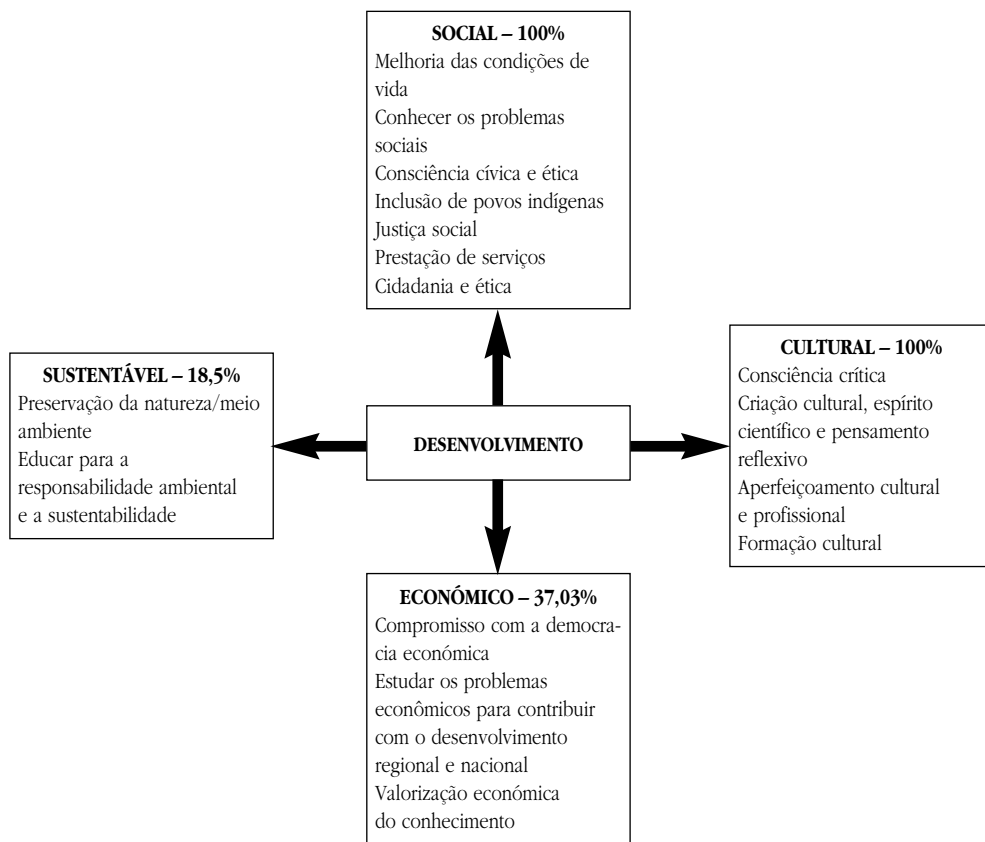 SOCIAL – 100%
Melhoria das condições de
vida
Conhecer os problemas
sociais
Consciência cívica e ética
Inclusão de povos indígenas
Justiça social
Prestação de serviços
Cidadania e ética
SUSTENTÁVEL – 18,5%
Preservação da natureza/meio
ambiente
Educar para a
responsabilidade ambiental
e a sustentabilidade
DESENVOLVIMENTO
CULTURAL – 100%
Consciência crítica
Criação cultural, espírito
científico e pensamento
reflexivo
Aperfeiçoamento cultural
e profissional
Formação cultural
ECONÓMICO – 37,03%
Compromisso com a democra-
cia económica
Estudar os problemas
econômicos para contribuir
com o desenvolvimento
regional e nacional
Valorização económica
do conhecimento